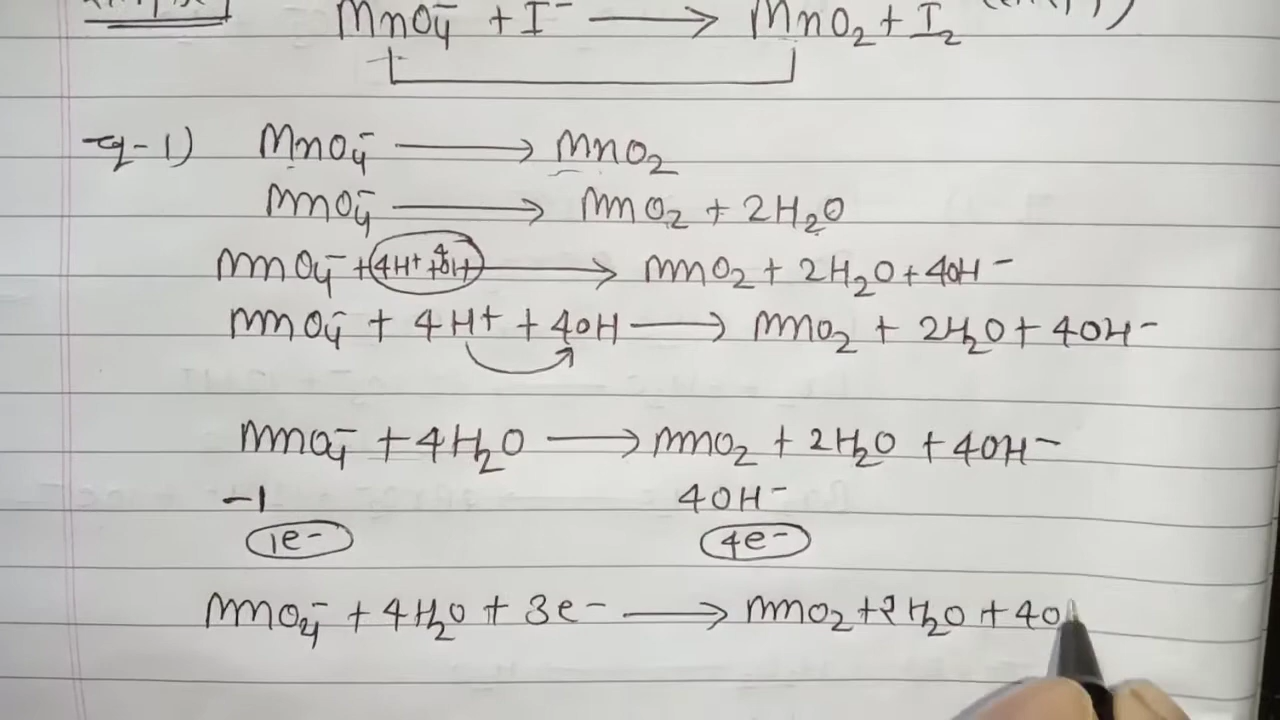 MnO₄⁻ + I⁻ ⟶ MnO₂ + I₂
eq-1) MnO₄⁻ ⟶ MnO₂
MnO₄⁻ ⟶ MnO₂ + 2H₂O
MnO₄⁻ + 4H⁺ + 4OH ⟶ MnO₂ + 2H₂O + 4OH⁻
MnO₄⁻ + 4H⁺ + 4OH ⟶ MnO₂ + 2H₂O + 4OH⁻
MnO₄⁻ + 4H₂O ⟶ MnO₂ + 2H₂O + 4OH⁻
-1 4OH⁻
1e⁻ 4e⁻
MnO₄⁻ + 4H₂O + 3e⁻ ⟶ MnO₂ + 2H₂O + 4O